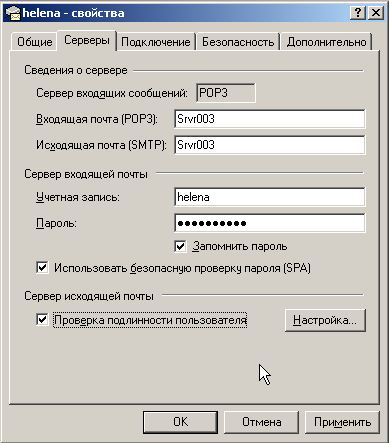 helena - свойства
Общие Серверы Подключение Безопасность Дополнительно
Сведения о сервере
Сервер входящих сообщений: POP3
Входящая почта (POP3): Srvr003
Исходящая почта (SMTP): Srvr003
Сервер входящей почты
Учетная запись: helena
Пароль: ●●●●●●●●●●
Запомнить пароль
Использовать безопасную проверку пароля (SPA)
Сервер исходящей почты
Проверка подлинности пользователя Настройка...
OK Отмена Применить